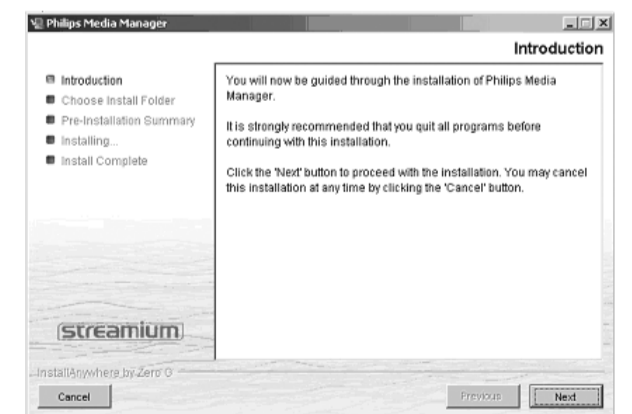 Philips Media Manager
Introduction
Introduction
Choose Install Folder
Pre-Installation Summary
Installing...
Install Complete
You will now be guided through the installation of Philips Media
Manager.
It is strongly recommended that you quit all programs before
continuing with this installation.
Click the 'Next' button to proceed with the installation. You may cancel
this installation at any time by clicking the 'Cancel' button.
streamium
InstallAnywhere by Zero G
Cancel
Previous
Next